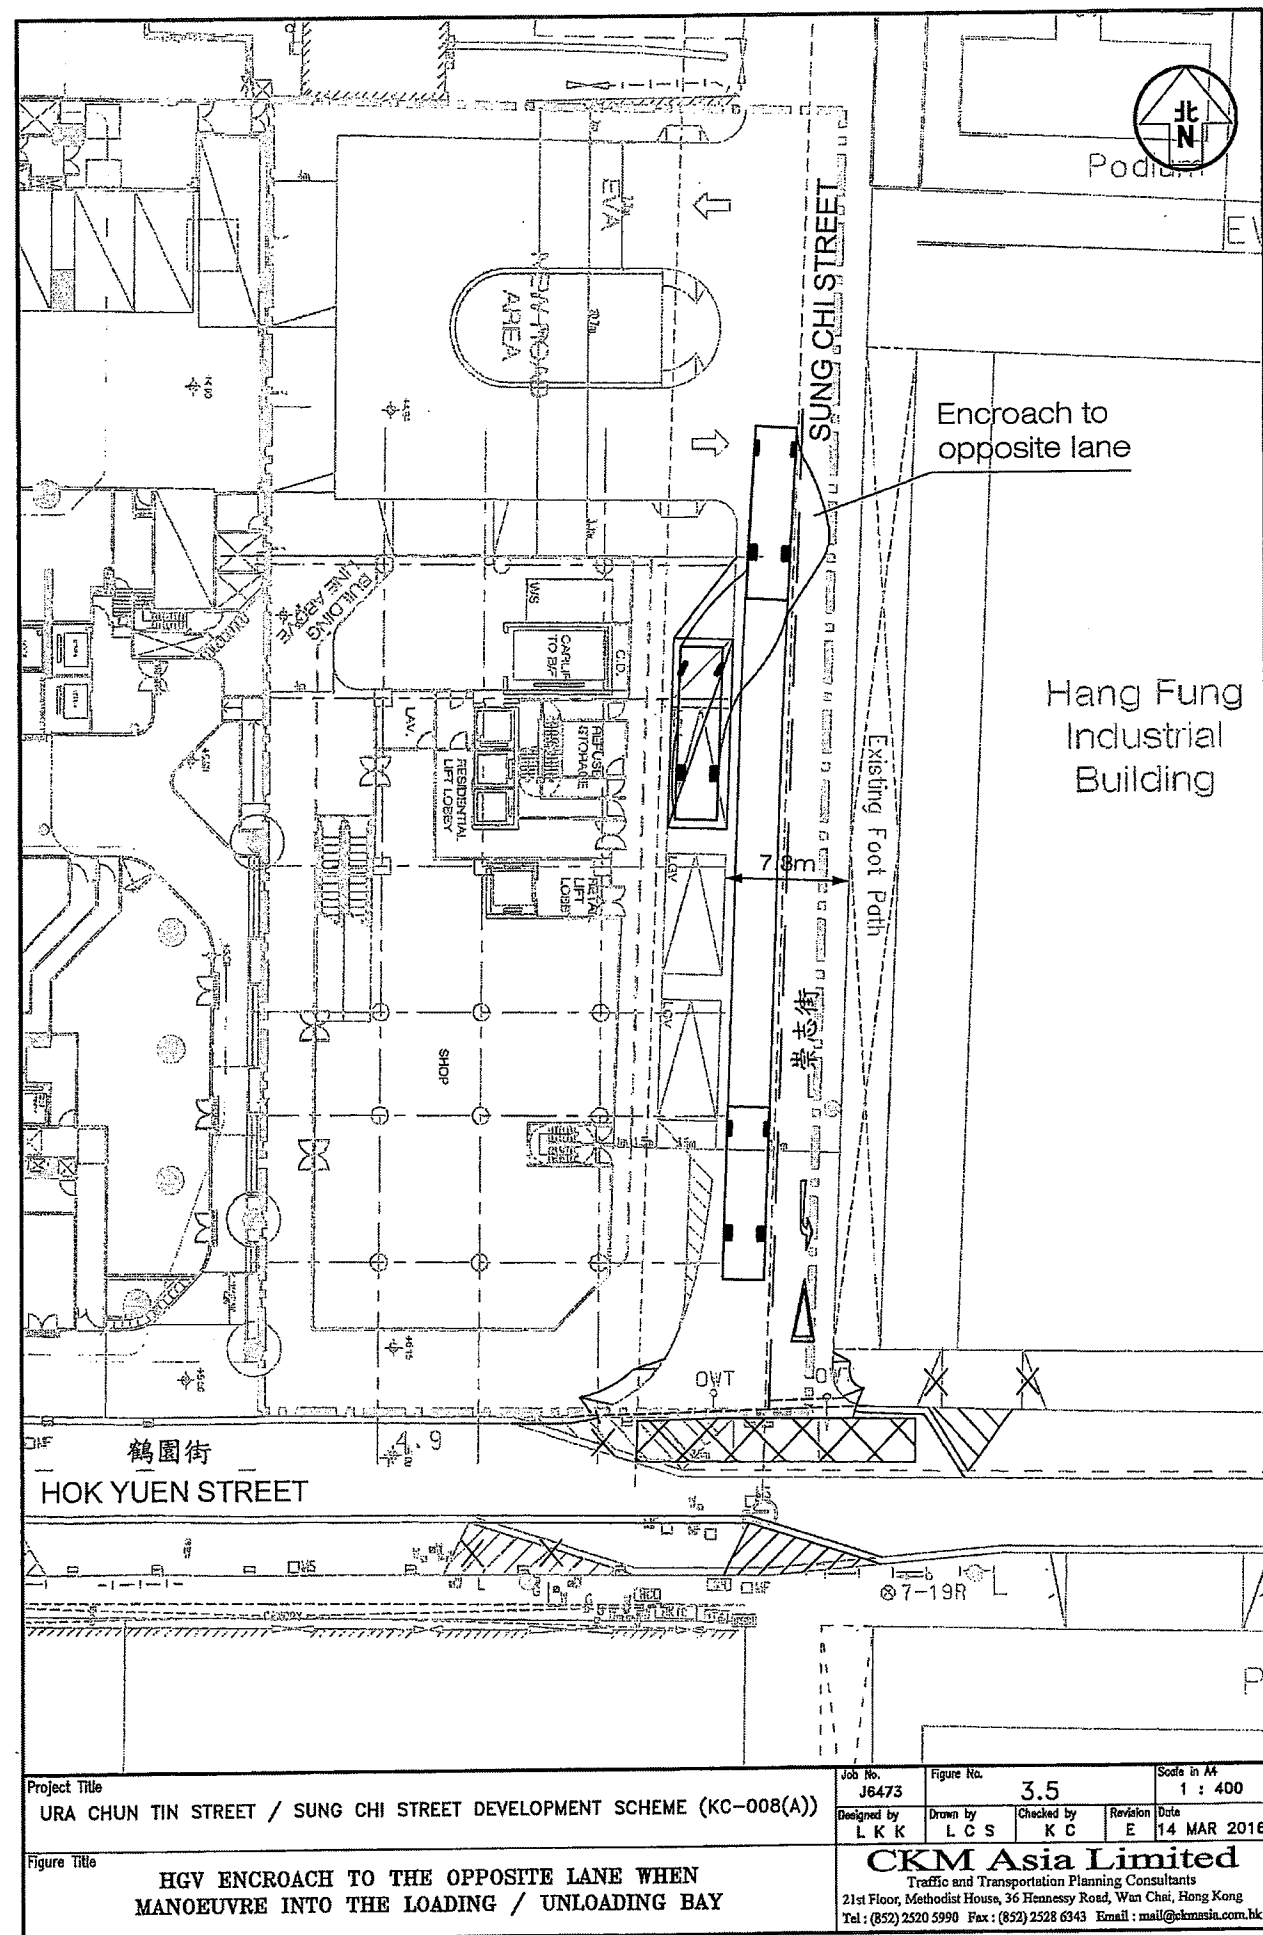 北
N
Podium
EVA
SUNG CHI STREET
NEW ROAD
AREA
Encroach to
opposite lane
BUILDING
LINE ABOVE
W/S
CARLIFT
TO B/F
C.D.
Hang Fung
Industrial
Building
LAV.
REFUSE
STORAGE
RESIDENTIAL
LIFT LOBBY
Existing Foot Path
7.3m
RETAIL
LIFT
LOBBY
LGV
LGV
崇志街
SHOP
鶴園街
4.9
HOK YUEN STREET
7-19R
L
L
Project Title
URA CHUN TIN STREET / SUNG CHI STREET DEVELOPMENT SCHEME (KC-008(A))
Job No.
J6473
Figure No.
3.5
Scale in A4
1 : 400
Designed by
L K K
Drawn by
L C S
Checked by
K C
Revision
E
Date
14 MAR 2016
Figure Title
HGV ENCROACH TO THE OPPOSITE LANE WHEN
MANOEUVRE INTO THE LOADING / UNLOADING BAY
CKM Asia Limited
Traffic and Transportation Planning Consultants
21st Floor, Methodist House, 36 Hennessy Road, Wan Chai, Hong Kong
Tel : (852) 2520 5990 Fax : (852) 2528 6343 Email : mail@ckmasia.com.hk